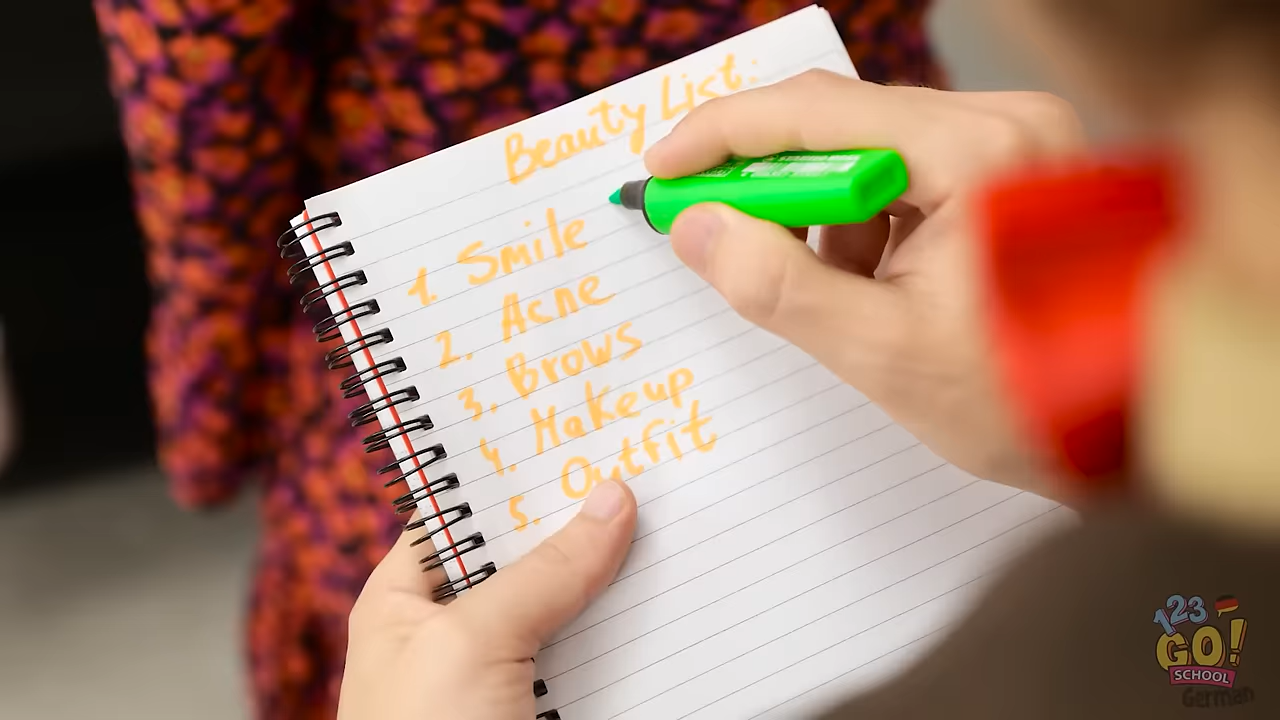 Beauty List:
1. Smile
2. Acne
3. Brows
4. Makeup
5. Outfit
123
GO!
SCHOOL
German